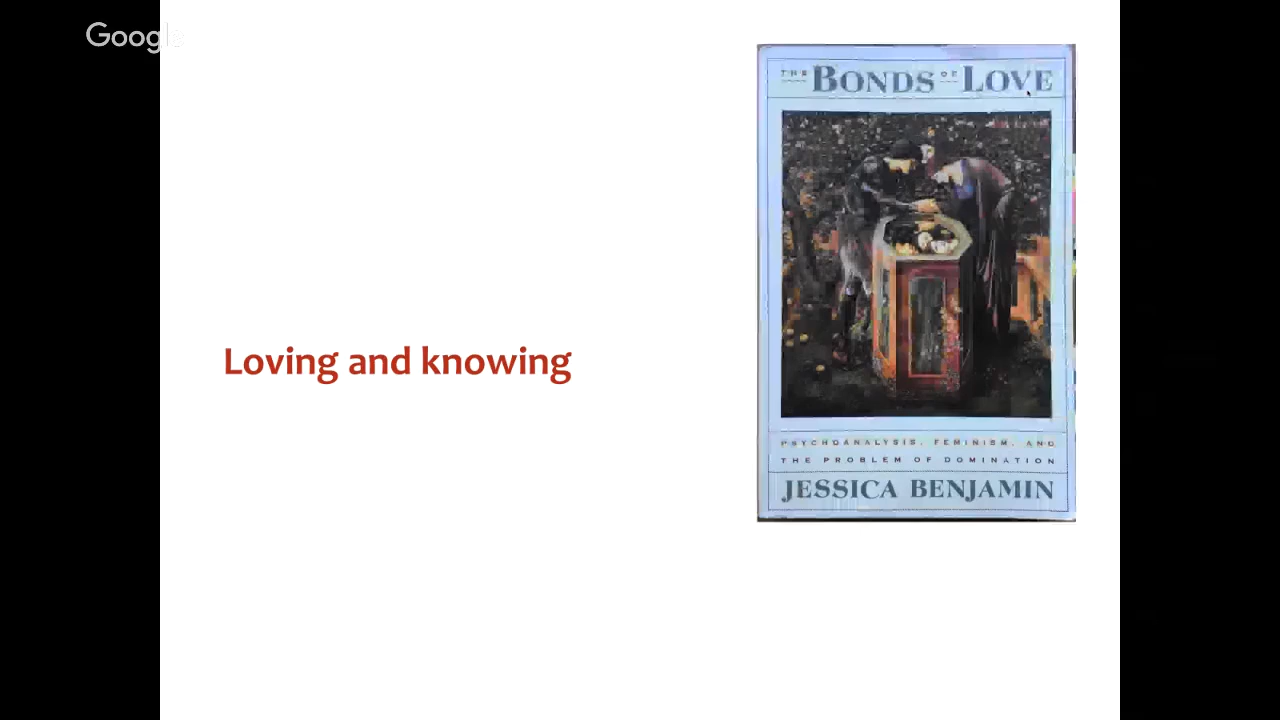 Google
Loving and knowing
THE BONDS OF LOVE
PSYCHOANALYSIS, FEMINISM, AND
THE PROBLEM OF DOMINATION
JESSICA BENJAMIN